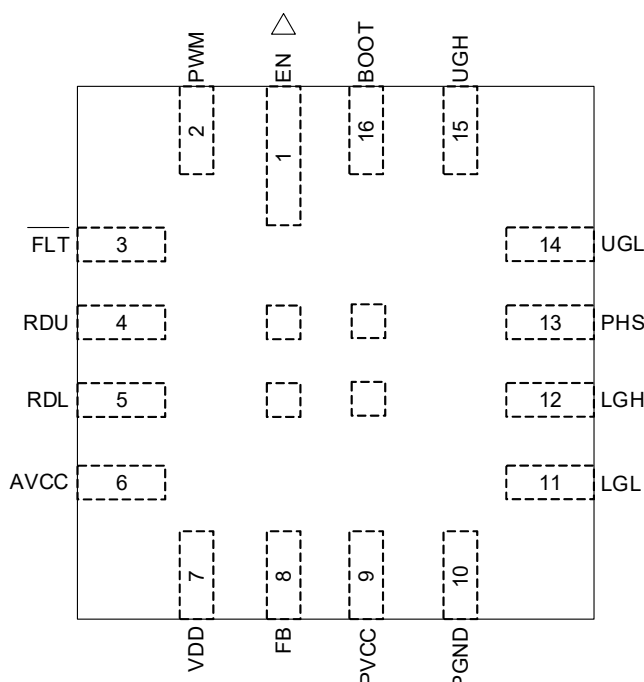 PWM
EN
BOOT
UGH
2
1
16
15
FLT 3
14 UGL
RDU 4
13 PHS
RDL 5
12 LGH
AVCC 6
11 LGL
7
8
9
10
VDD
FB
PVCC
PGND